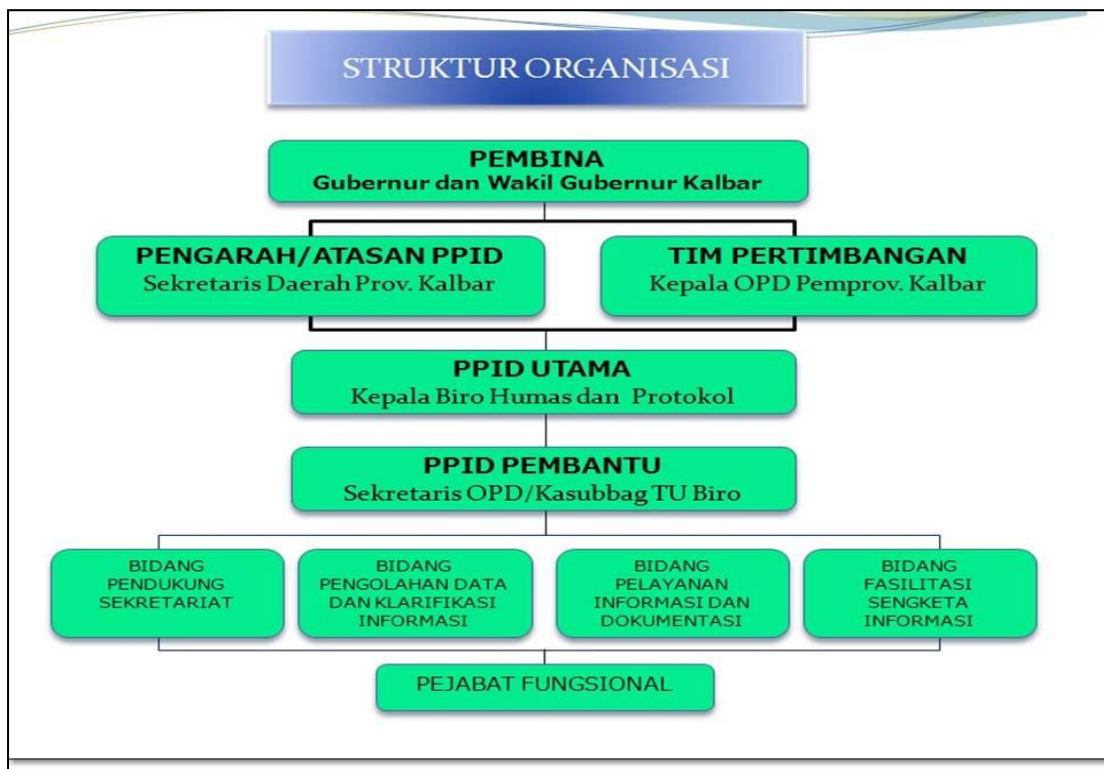 STRUKTUR ORGANISASI
PEMBINA
Gubernur dan Wakil Gubernur Kalbar
PENGARAH/ATASAN PPID
Sekretaris Daerah Prov. Kalbar
TIM PERTIMBANGAN
Kepala OPD Pemprov. Kalbar
PPID UTAMA
Kepala Biro Humas dan Protokol
PPID PEMBANTU
Sekretaris OPD/Kasubbag TU Biro
BIDANG
PENDUKUNG
SEKRETARIAT
BIDANG
PENGOLAHAN DATA
DAN KLARIFIKASI
INFORMASI
BIDANG
PELAYANAN
INFORMASI DAN
DOKUMENTASI
BIDANG
FASILITASI
SENGKETA
INFORMASI
PEJABAT FUNGSIONAL